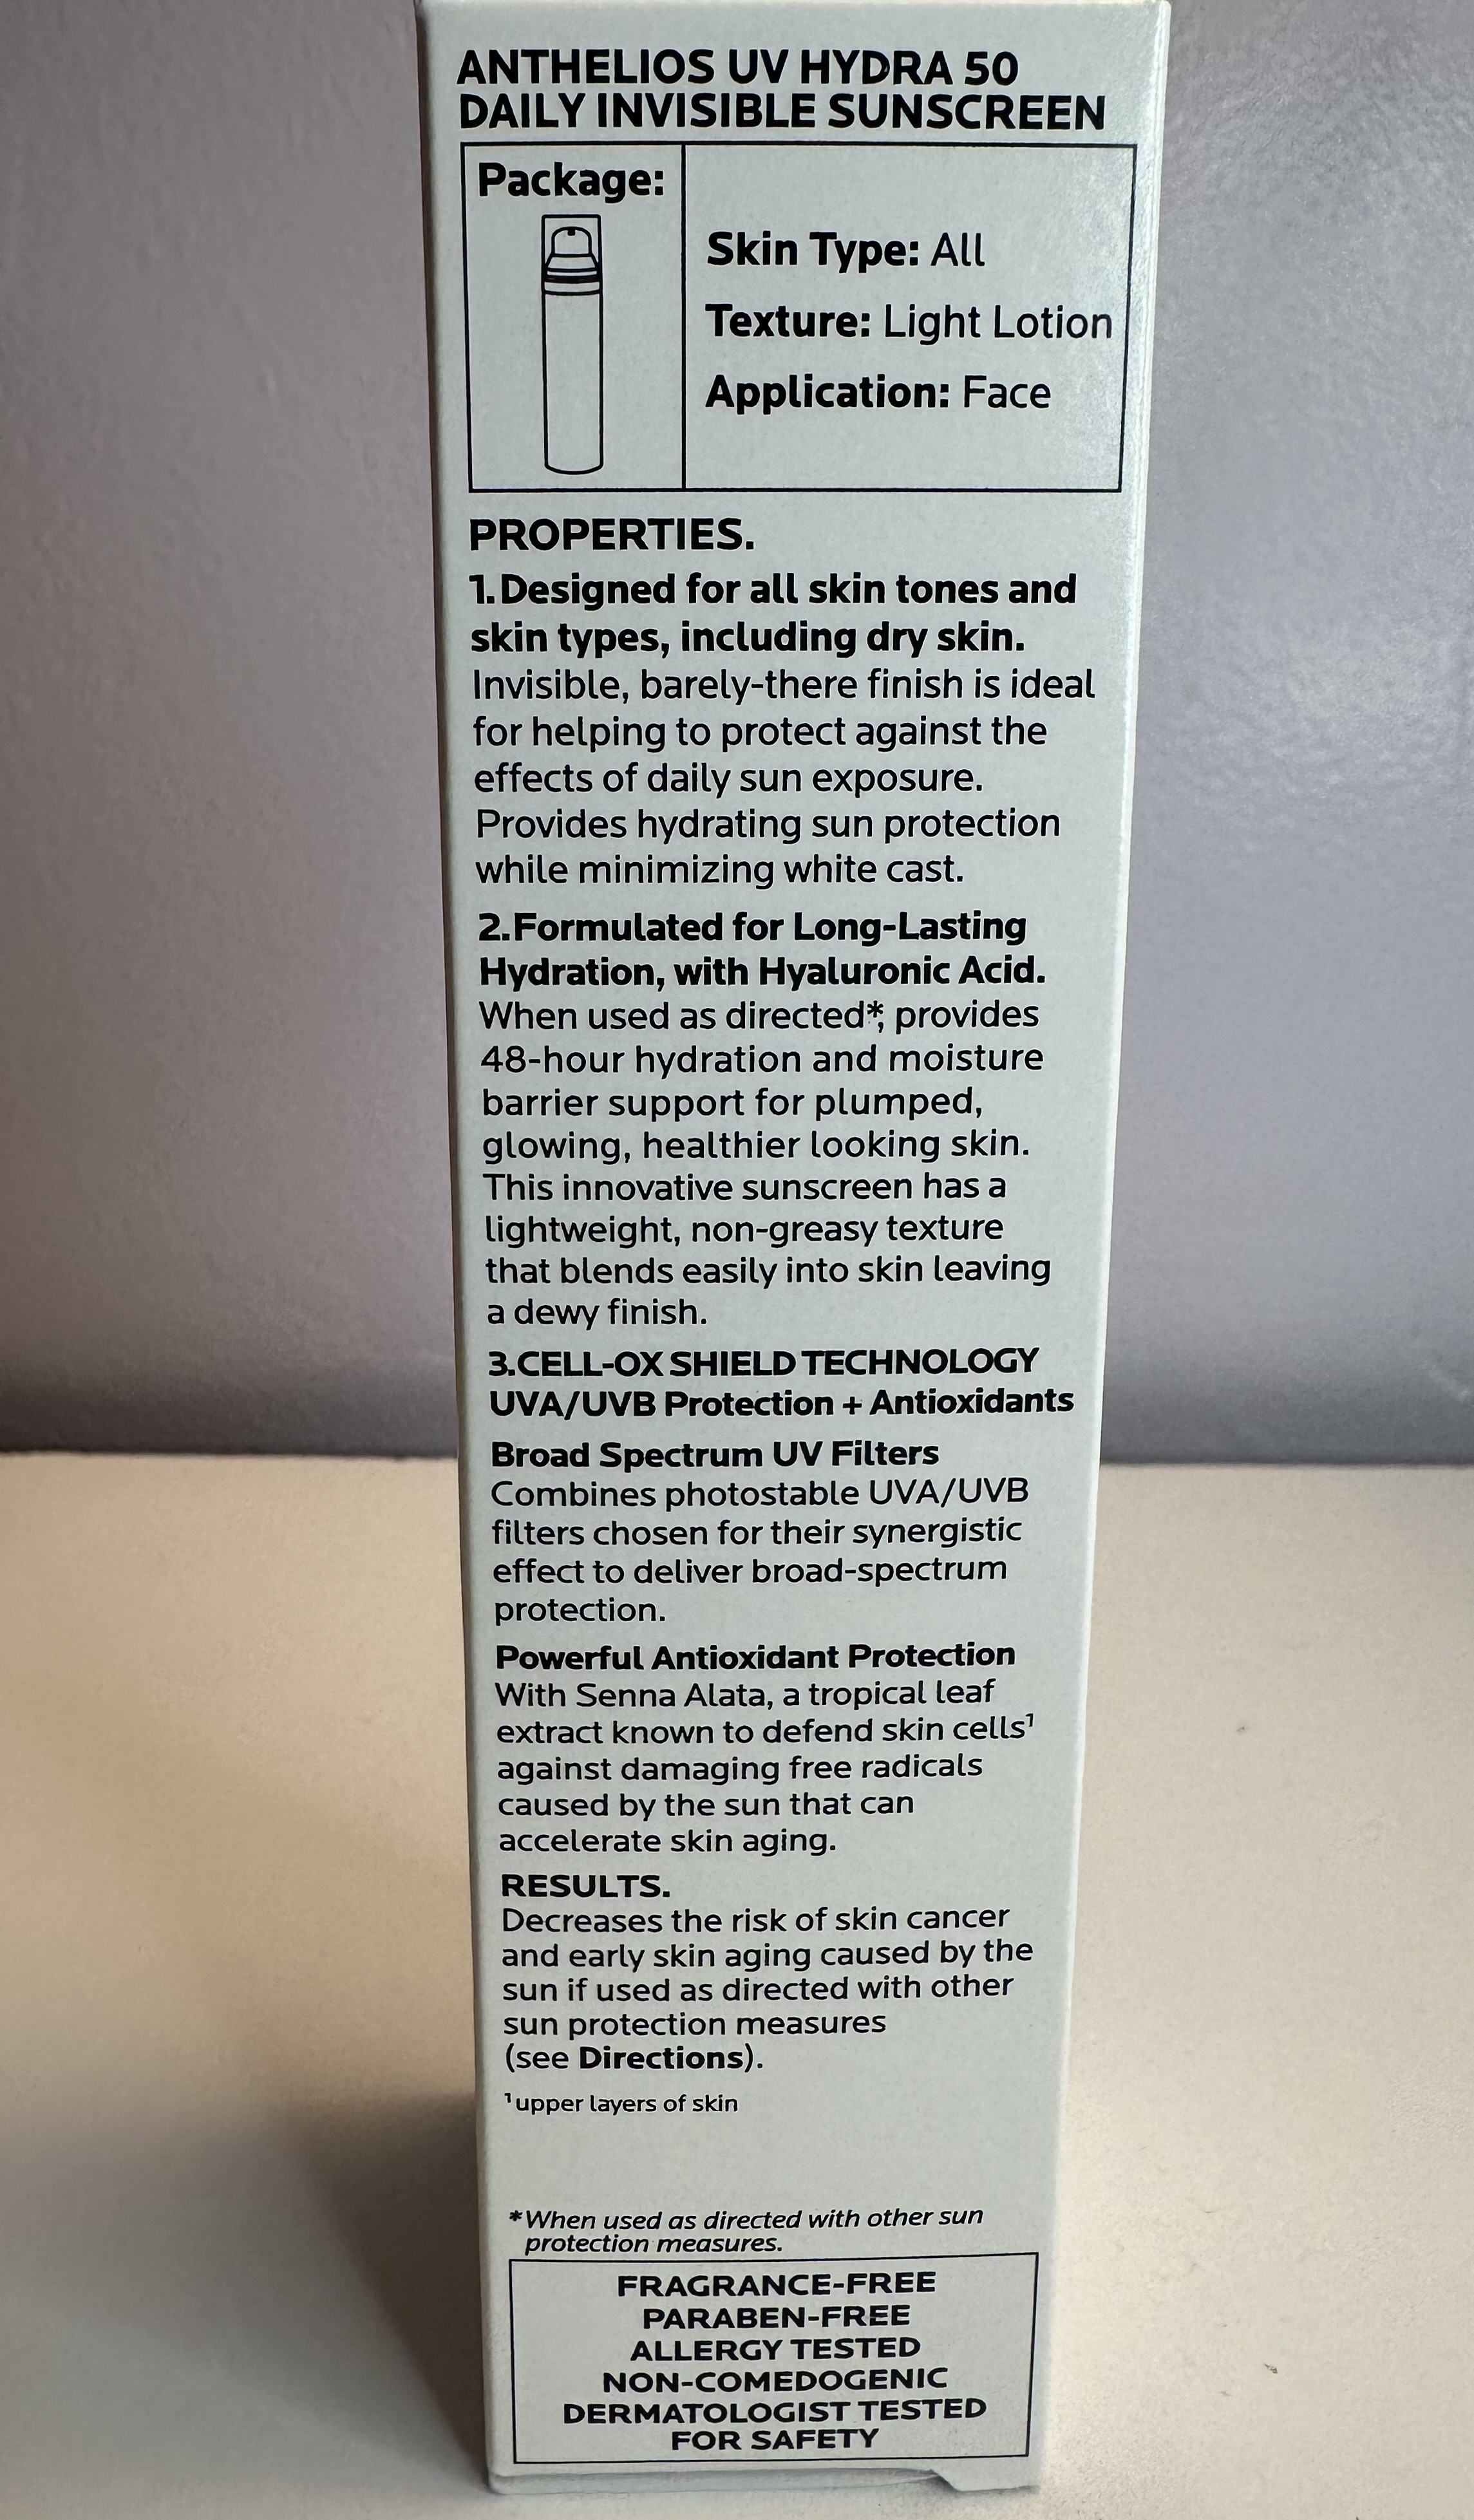 ANTHELIOS UV HYDRA 50
DAILY INVISIBLE SUNSCREEN
Package:
Skin Type: All
Texture: Light Lotion
Application: Face
PROPERTIES.
1. Designed for all skin tones and
skin types, including dry skin.
Invisible, barely-there finish is ideal
for helping to protect against the
effects of daily sun exposure.
Provides hydrating sun protection
while minimizing white cast.
2. Formulated for Long-Lasting
Hydration, with Hyaluronic Acid.
When used as directed*, provides
48-hour hydration and moisture
barrier support for plumped,
glowing, healthier looking skin.
This innovative sunscreen has a
lightweight, non-greasy texture
that blends easily into skin leaving
a dewy finish.
3. CELL-OX SHIELD TECHNOLOGY
UVA/UVB Protection + Antioxidants
Broad Spectrum UV Filters
Combines photostable UVA/UVB
filters chosen for their synergistic
effect to deliver broad-spectrum
protection.
Powerful Antioxidant Protection
With Senna Alata, a tropical leaf
extract known to defend skin cells¹
against damaging free radicals
caused by the sun that can
accelerate skin aging.
RESULTS.
Decreases the risk of skin cancer
and early skin aging caused by the
sun if used as directed with other
sun protection measures
(see Directions).
¹upper layers of skin
*When used as directed with other sun
protection measures.
FRAGRANCE-FREE
PARABEN-FREE
ALLERGY TESTED
NON-COMEDOGENIC
DERMATOLOGIST TESTED
FOR SAFETY